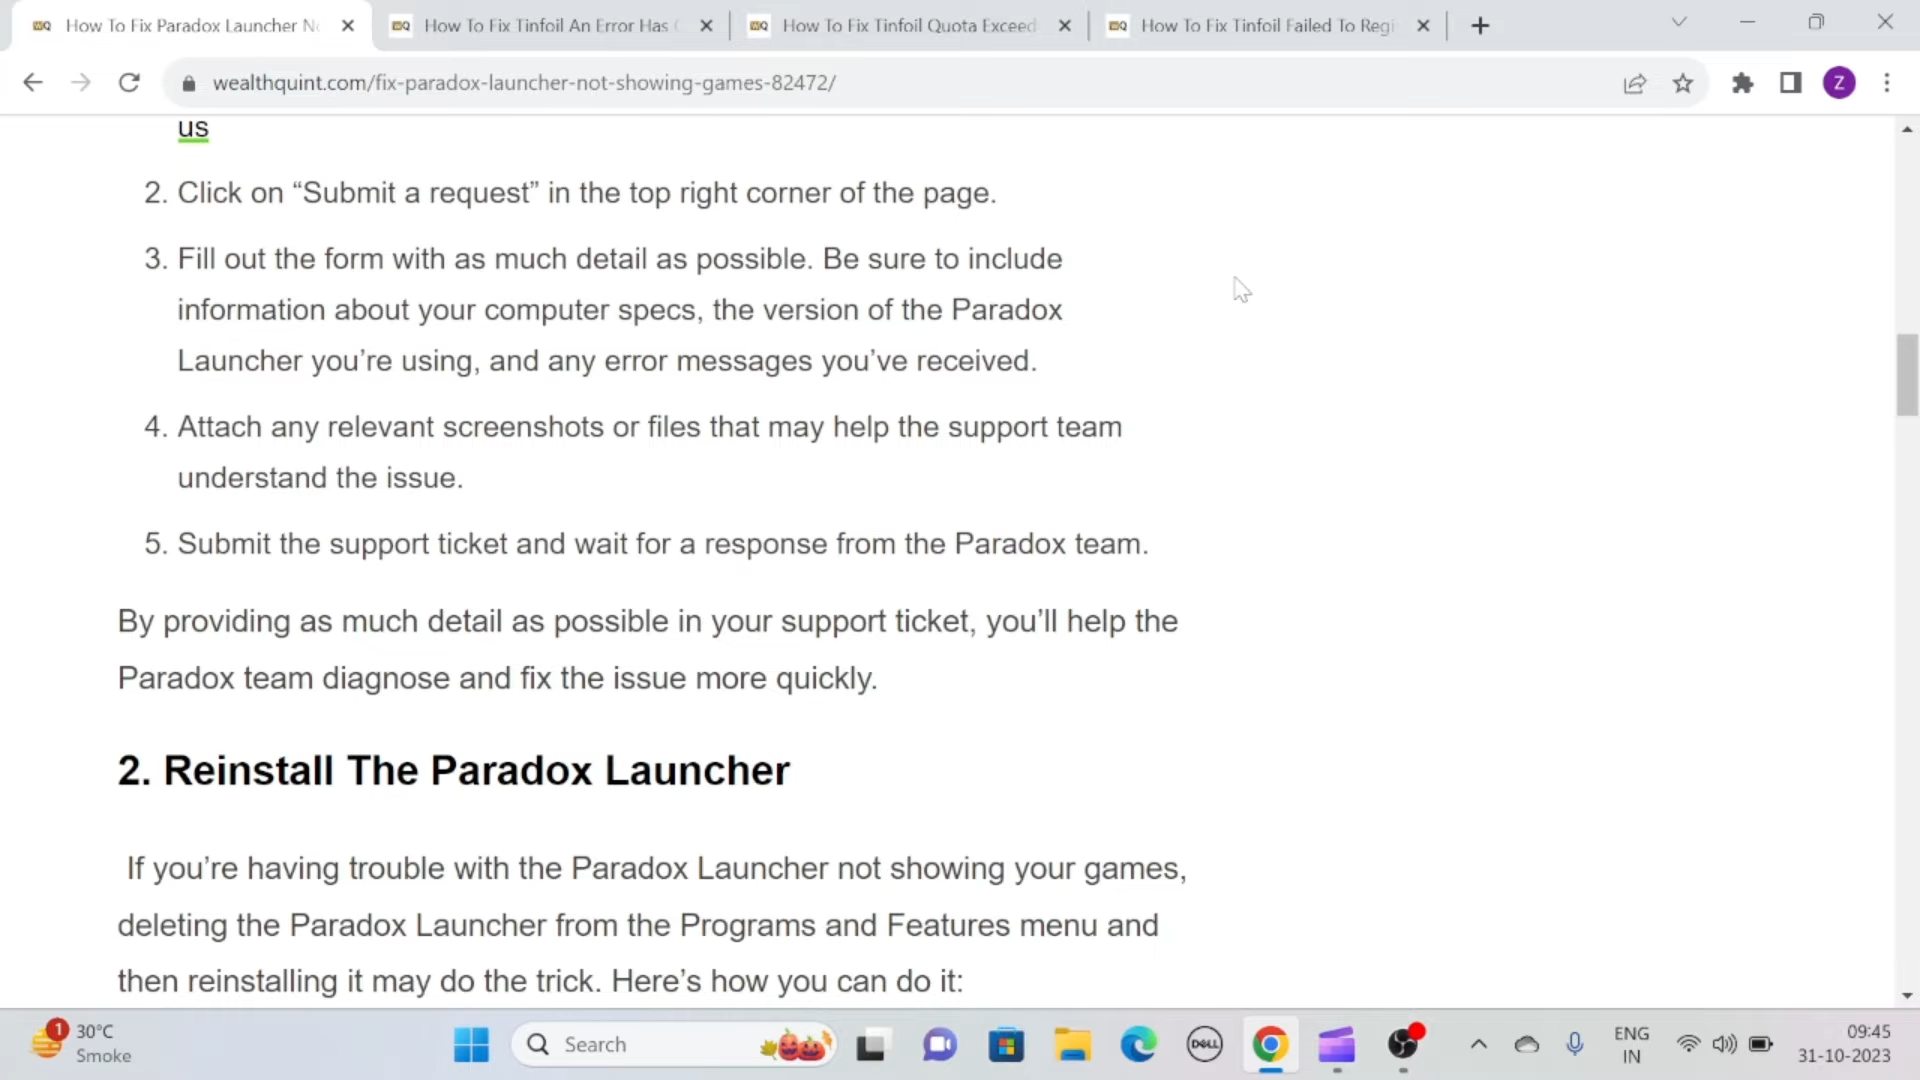 How To Fix Paradox Launcher
How To Fix Tinfoil An Error Has
How To Fix Tinfoil Quota Exceed
How To Fix Tinfoil Failed To Regi
wealthquint.com/fix-paradox-launcher-not-showing-games-82472/
Z
us
2. Click on “Submit a request” in the top right corner of the page.
3. Fill out the form with as much detail as possible. Be sure to include
information about your computer specs, the version of the Paradox
Launcher you’re using, and any error messages you’ve received.
4. Attach any relevant screenshots or files that may help the support team
understand the issue.
5. Submit the support ticket and wait for a response from the Paradox team.
By providing as much detail as possible in your support ticket, you’ll help the
Paradox team diagnose and fix the issue more quickly.
2. Reinstall The Paradox Launcher
If you’re having trouble with the Paradox Launcher not showing your games,
deleting the Paradox Launcher from the Programs and Features menu and
then reinstalling it may do the trick. Here’s how you can do it:
1
30°C
Smoke
Search
DELL
ENG
IN
09:45
31-10-2023